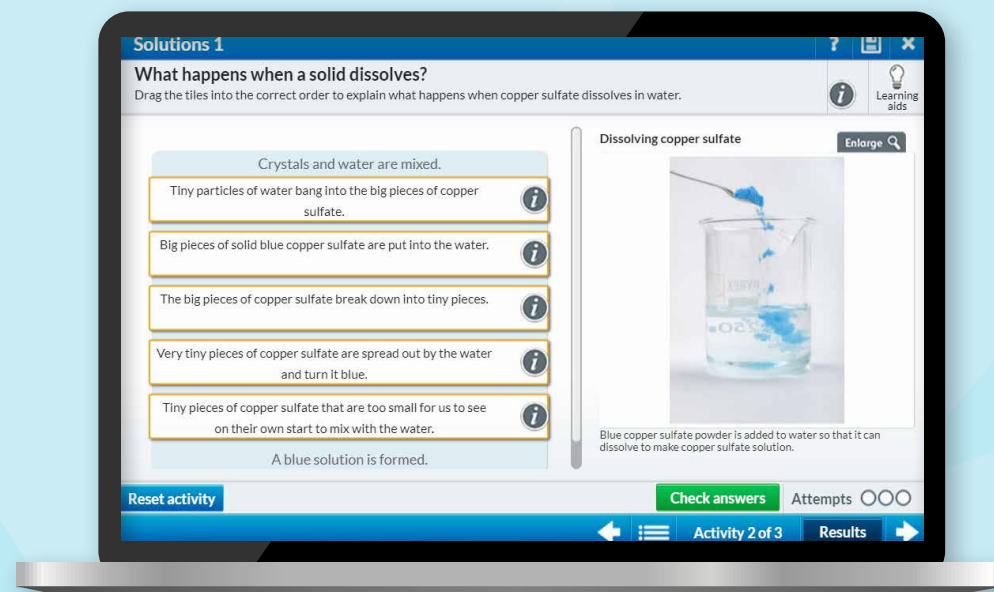 Solutions 1
?
What happens when a solid dissolves?
Drag the tiles into the correct order to explain what happens when copper sulfate dissolves in water.
i
Learning
aids
Crystals and water are mixed.
Tiny particles of water bang into the big pieces of copper
sulfate.
i
Big pieces of solid blue copper sulfate are put into the water.
i
The big pieces of copper sulfate break down into tiny pieces.
i
Very tiny pieces of copper sulfate are spread out by the water
and turn it blue.
i
Tiny pieces of copper sulfate that are too small for us to see
on their own start to mix with the water.
i
A blue solution is formed.
Dissolving copper sulfate
Enlarge
Blue copper sulfate powder is added to water so that it can
dissolve to make copper sulfate solution.
Reset activity
Check answers
Attempts
Activity 2 of 3
Results